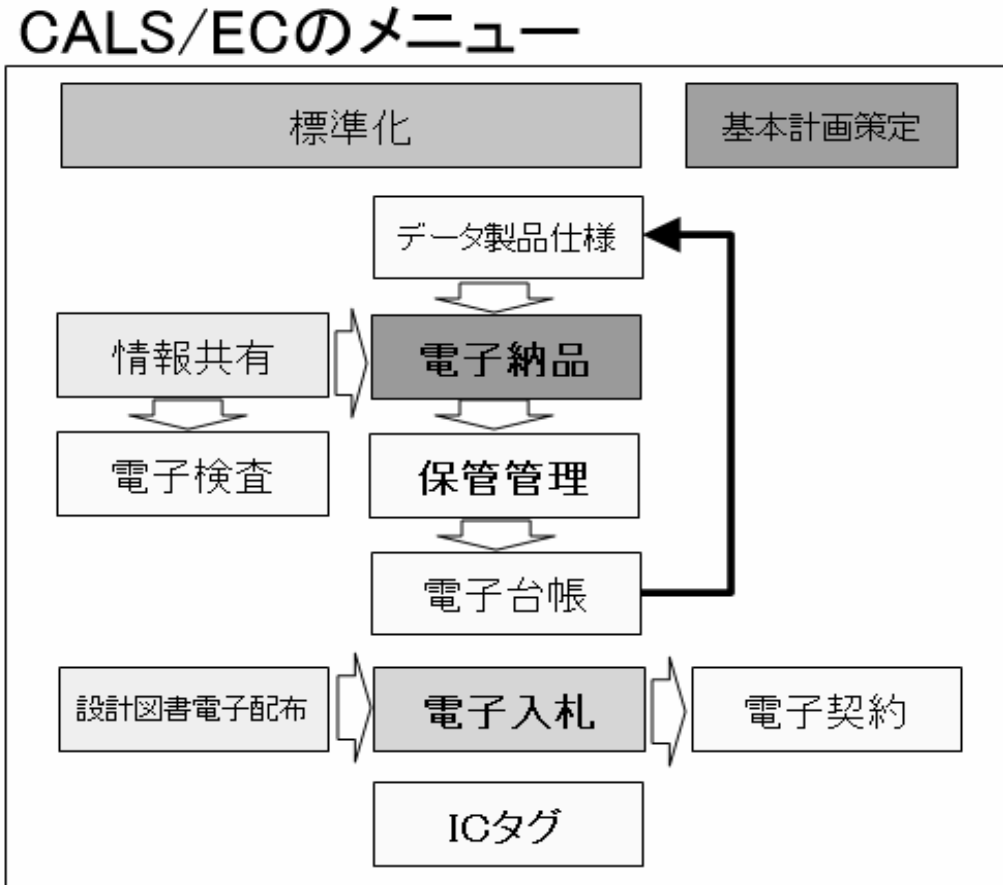 CALS/ECのメニュー
標準化
基本計画策定
データ製品仕様
情報共有
電子納品
電子検査
保管管理
電子台帳
設計図書電子配布
電子入札
電子契約
ICタグ